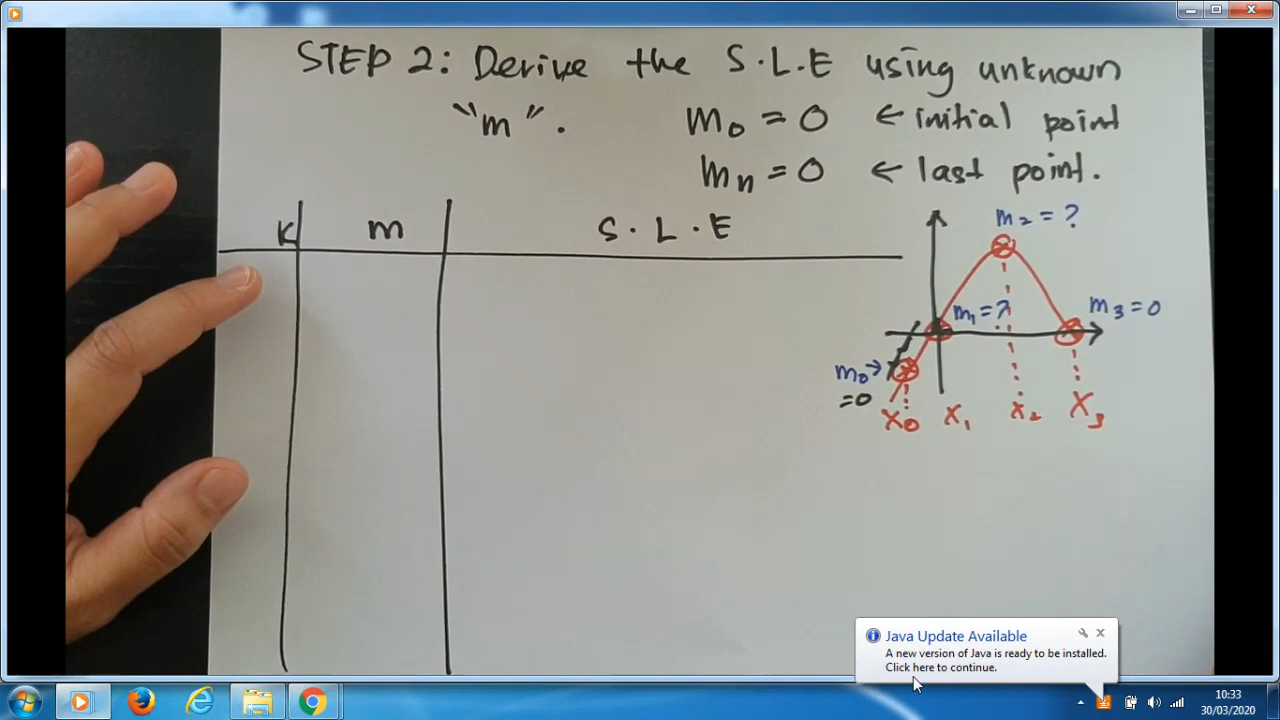 STEP 2: Derive the S.L.E using unknown
"m". m₀ = 0 ← initial point
mₙ = 0 ← last point.
K m S.L.E
m₂ = ?
m₁ = ?
m₃ = 0
m₀ →
= 0
x₀ x₁ x₂ x₃
Java Update Available
A new version of Java is ready to be installed.
Click here to continue.
10:33
30/03/2020